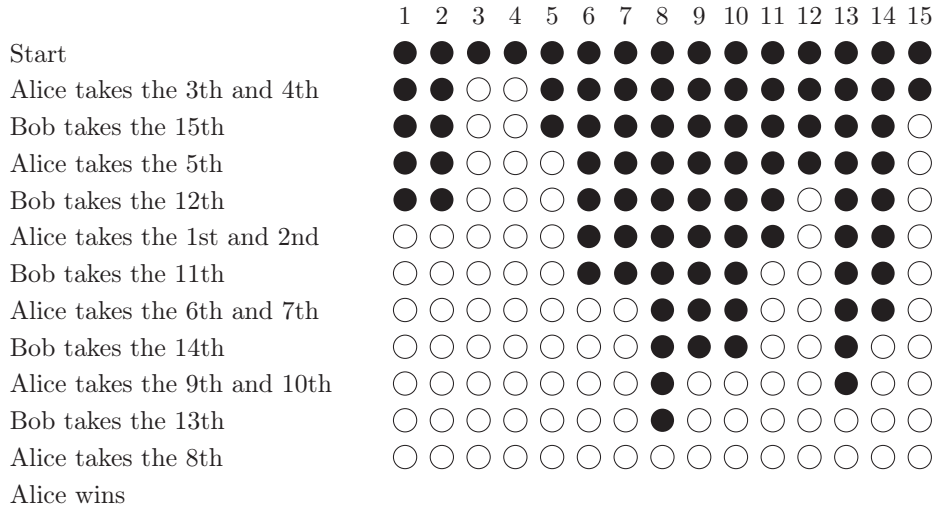 1 2 3 4 5 6 7 8 9 10 11 12 13 14 15
Start
Alice takes the 3th and 4th
Bob takes the 15th
Alice takes the 5th
Bob takes the 12th
Alice takes the 1st and 2nd
Bob takes the 11th
Alice takes the 6th and 7th
Bob takes the 14th
Alice takes the 9th and 10th
Bob takes the 13th
Alice takes the 8th
Alice wins